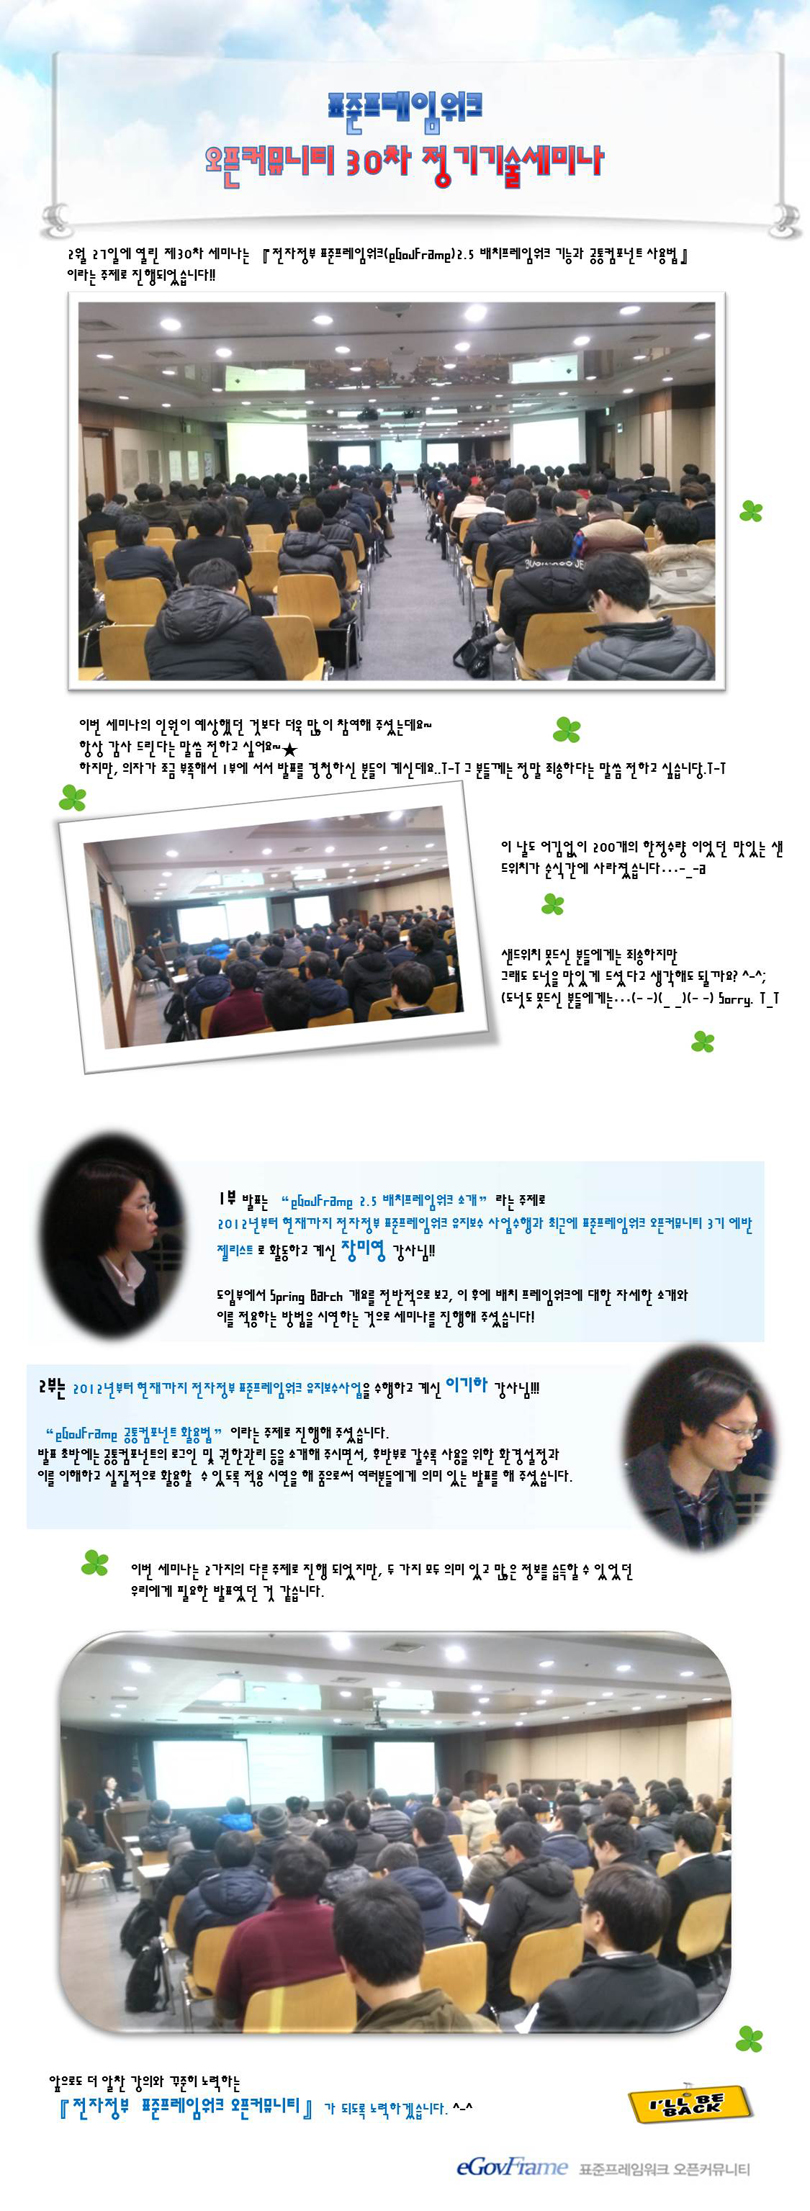 표준프레임워크
오픈커뮤니티 30차 정기기술세미나
2월 27일에 열린 제30차 세미나는 『전자정부 표준프레임워크(eGovFrame)2.5 배치프레임워크 기능과 공통컴포넌트 사용법』
이라는 주제로 진행되었습니다!!
이번 세미나의 인원이 예상했던 것보다 더욱 많이 참여해 주셨는데요~
항상 감사 드린다는 말씀 전하고 싶어요~★
하지만, 의자가 조금 부족해서 1부에 서서 발표를 경청하신 분들이 계신데요..T-T 그 분들께는 정말 죄송하다는 말씀 전하고 싶습니당.T-T
이 날도 어김없이 200개의 한정수량 이었던 맛있는 샌
드위치가 순식간에 사라졌습니다...-_-a
샌드위치 못드신 분들에게는 죄송하지만
그래도 도넛을 맛있게 드셨다고 생각해도 될까요? ^-^;
(도넛도 못드신 분들에게는...(- -)(_ _)(- -) Sorry. T_T
1부 발표는 “eGovFrame 2.5 배치프레임워크 소개” 라는 주제로
2012년부터 현재까지 전자정부 표준프레임워크 유지보수 사업수행과 최근에 표준프레임워크 오픈커뮤니티 3기 에반
젤리스트로 활동하고 계신 장미영 강사님!!
도입부에서 Spring Batch 개요를 전반적으로 보고, 이 후에 배치 프레임워크에 대한 자세한 소개와
이를 적용하는 방법을 시연하는 것으로 세미나를 진행해 주셨습니다!
2부는 2012년부터 현재까지 전자정부 표준프레임워크 유지보수사업을 수행하고 계신 이기하 강사님!!!
“eGovFrame 공통컴포넌트 활용법” 이라는 주제로 진행해 주셨습니다.
발표 초반에는 공통컴포넌트의 로그인 및 권한관리 등을 소개해 주시면서, 후반부로 갈수록 사용을 위한 환경설정과
이를 이해하고 실질적으로 활용할 수 있도록 적용 시연을 해 줌으로써 여러분들에게 의미 있는 발표를 해 주셨습니다.
이번 세미나는 2가지의 다른 주제로 진행 되었지만, 두 가지 모두 의미 있고 많은 정보를 습득할 수 있었던
우리에게 필요한 발표였던 것 같습니다.
앞으로도 더 알찬 강의와 꾸준히 노력하는
『전자정부 표준프레임워크 오픈커뮤니티』 가 되도록 노력하겠습니다. ^-^
I'LL BE
BACK
eGovFrame 표준프레임워크 오픈커뮤니티